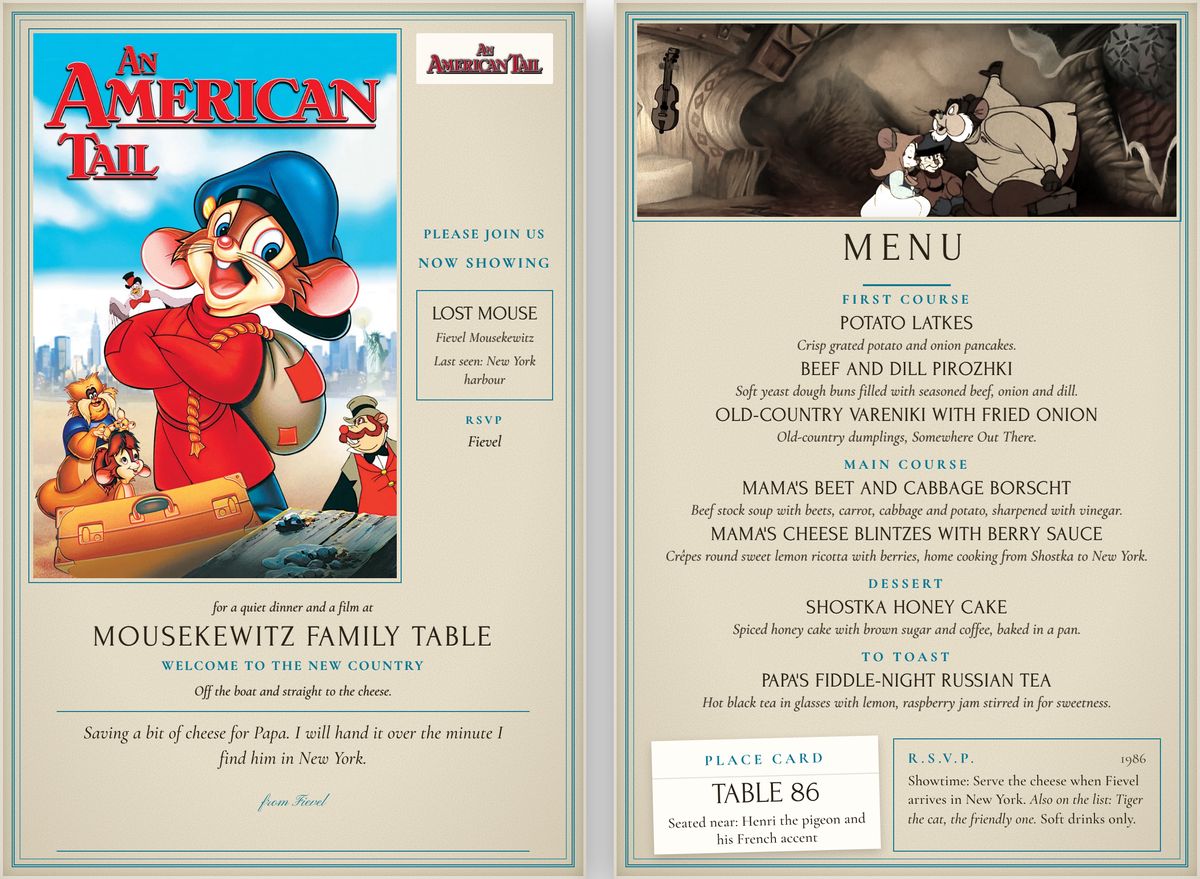 AN
AMERICAN
TAIL
AN
AMERICAN TAIL
PLEASE JOIN US
NOW SHOWING
LOST MOUSE
Fievel Mousekewitz
Last seen: New York
harbour
RSVP
Fievel
for a quiet dinner and a film at
MOUSEKEWITZ FAMILY TABLE
WELCOME TO THE NEW COUNTRY
Off the boat and straight to the cheese.
Saving a bit of cheese for Papa. I will hand it over the minute I
find him in New York.
from Fievel
MENU
FIRST COURSE
POTATO LATKES
Crisp grated potato and onion pancakes.
BEEF AND DILL PIROZHKI
Soft yeast dough buns filled with seasoned beef, onion and dill.
OLD-COUNTRY VARENIKI WITH FRIED ONION
Old-country dumplings, Somewhere Out There.
MAIN COURSE
MAMA'S BEET AND CABBAGE BORSCHT
Beef stock soup with beets, carrot, cabbage and potato, sharpened with vinegar.
MAMA'S CHEESE BLINTZES WITH BERRY SAUCE
Crêpes round sweet lemon ricotta with berries, home cooking from Shostka to New York.
DESSERT
SHOSTKA HONEY CAKE
Spiced honey cake with brown sugar and coffee, baked in a pan.
TO TOAST
PAPA'S FIDDLE-NIGHT RUSSIAN TEA
Hot black tea in glasses with lemon, raspberry jam stirred in for sweetness.
PLACE CARD
TABLE 86
Seated near: Henri the pigeon and
his French accent
R.S.V.P. 1986
Showtime: Serve the cheese when Fievel
arrives in New York. Also on the list: Tiger
the cat, the friendly one. Soft drinks only.